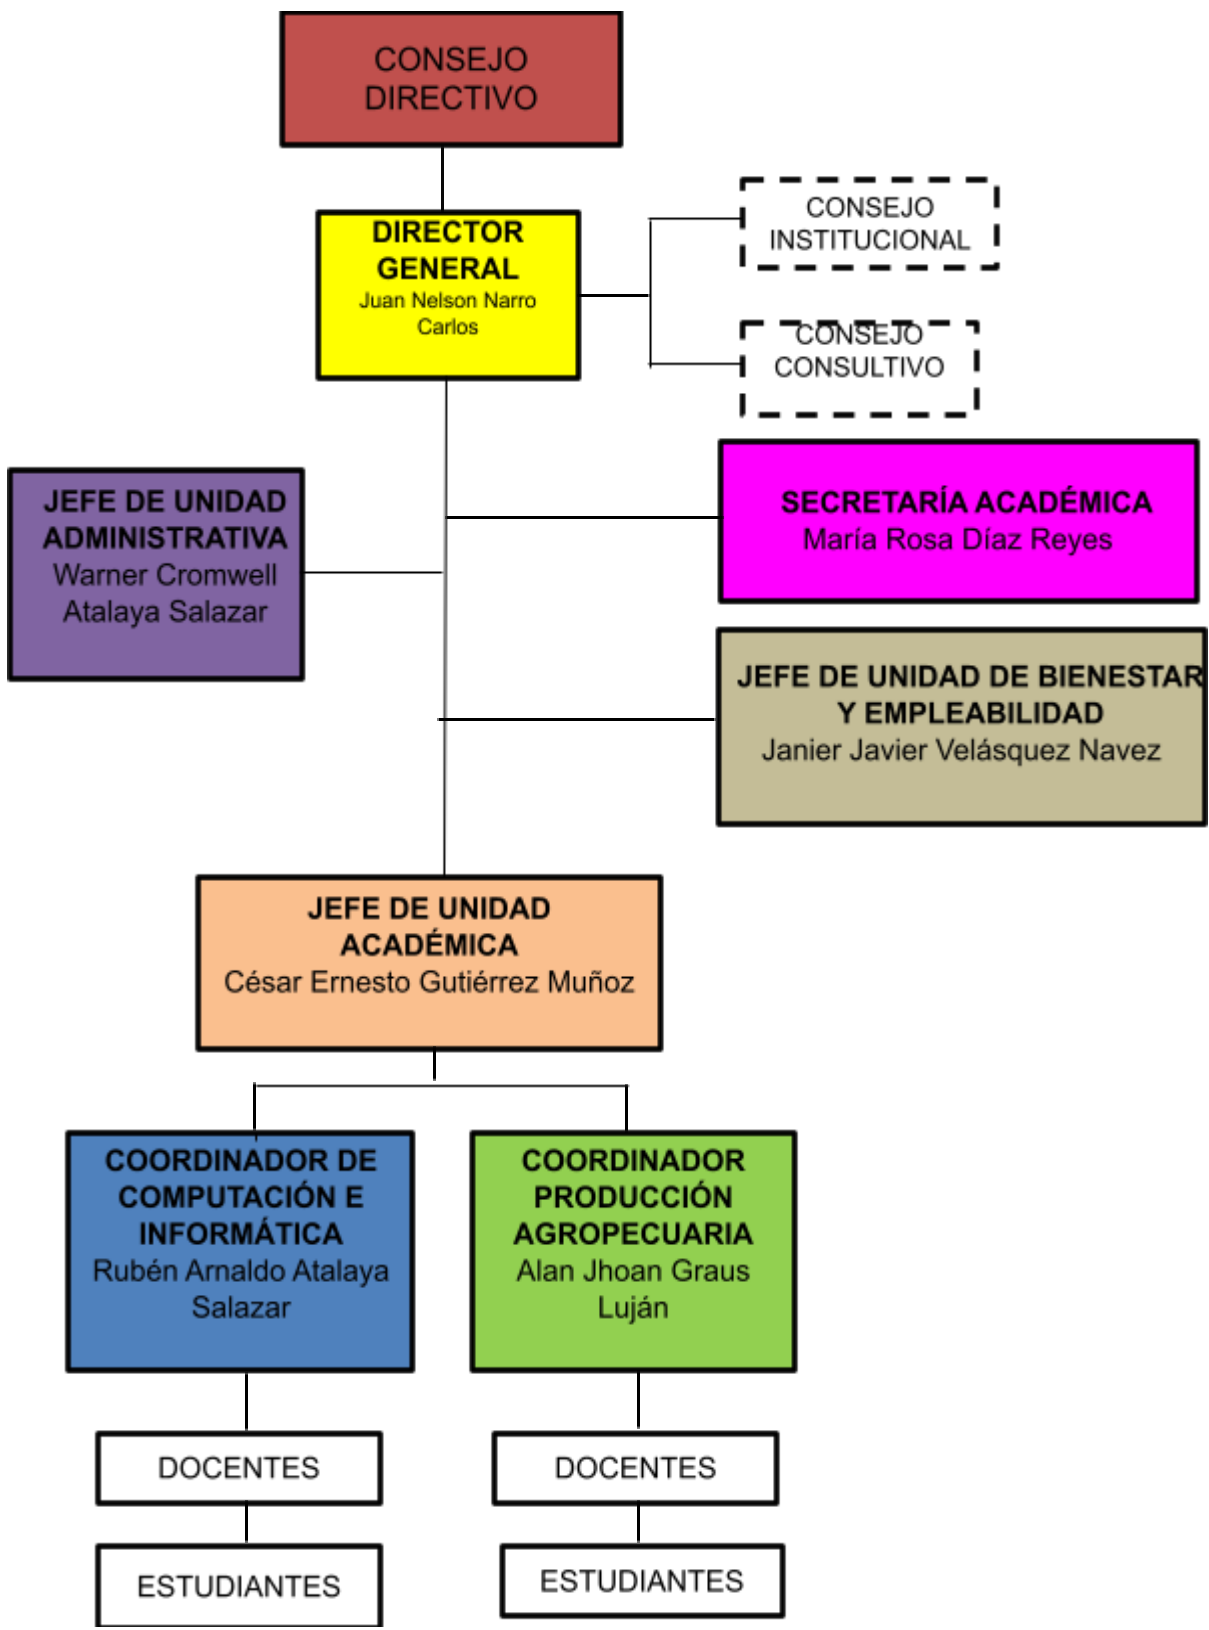 CONSEJO
DIRECTIVO
DIRECTOR
GENERAL
Juan Nelson Narro
Carlos
CONSEJO
INSTITUCIONAL
CONSEJO
CONSULTIVO
JEFE DE UNIDAD
ADMINISTRATIVA
Warner Cromwell
Atalaya Salazar
SECRETARÍA ACADÉMICA
María Rosa Díaz Reyes
JEFE DE UNIDAD DE BIENESTAR
Y EMPLEABILIDAD
Janier Javier Velásquez Navez
JEFE DE UNIDAD
ACADÉMICA
César Ernesto Gutiérrez Muñoz
COORDINADOR DE
COMPUTACIÓN E
INFORMÁTICA
Rubén Arnaldo Atalaya
Salazar
COORDINADOR
PRODUCCIÓN
AGROPECUARIA
Alan Jhoan Graus
Luján
DOCENTES
DOCENTES
ESTUDIANTES
ESTUDIANTES